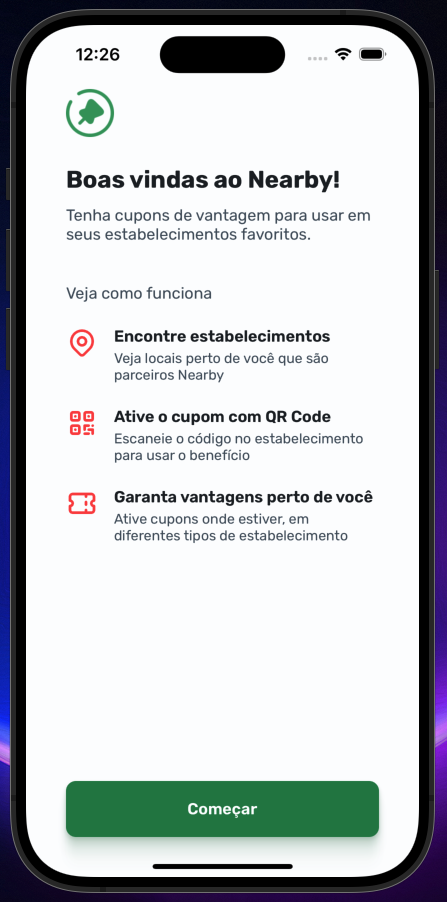 12:26
Boas vindas ao Nearby!
Tenha cupons de vantagem para usar em
seus estabelecimentos favoritos.
Veja como funciona
Encontre estabelecimentos
Veja locais perto de você que são
parceiros Nearby
Ative o cupom com QR Code
Escaneie o código no estabelecimento
para usar o benefício
Garanta vantagens perto de você
Ative cupons onde estiver, em
diferentes tipos de estabelecimento
Começar